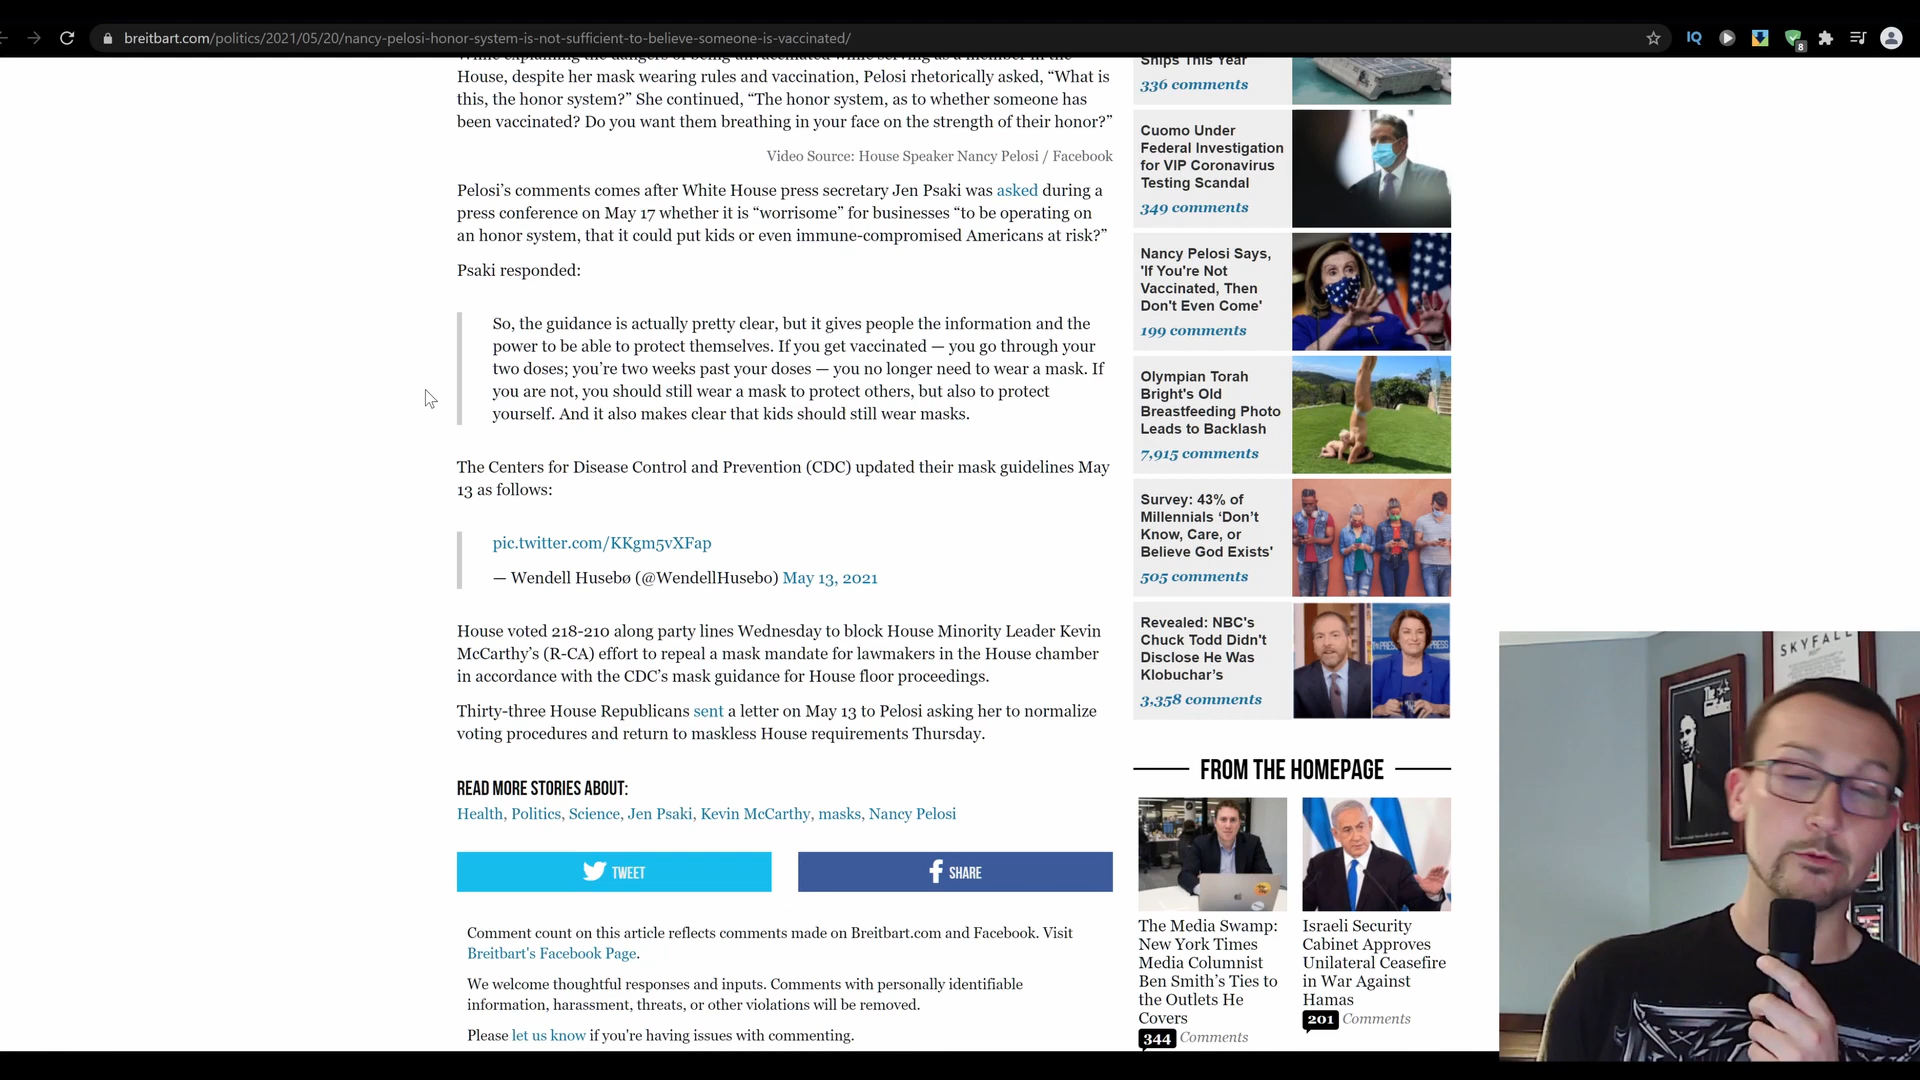 breitbart.com/politics/2021/05/20/nancy-pelosi-honor-system-is-not-sufficient-to-believe-someone-is-vaccinated/
IQ
8
While explaining the dangers of being unvaccinated while serving as a member in the
House, despite her mask wearing rules and vaccination, Pelosi rhetorically asked, “What is
this, the honor system?” She continued, “The honor system, as to whether someone has
been vaccinated? Do you want them breathing in your face on the strength of their honor?”
Video Source: House Speaker Nancy Pelosi / Facebook
Pelosi’s comments comes after White House press secretary Jen Psaki was asked during a
press conference on May 17 whether it is “worrisome” for businesses “to be operating on
an honor system, that it could put kids or even immune-compromised Americans at risk?”
Psaki responded:
So, the guidance is actually pretty clear, but it gives people the information and the
power to be able to protect themselves. If you get vaccinated — you go through your
two doses; you’re two weeks past your doses — you no longer need to wear a mask. If
you are not, you should still wear a mask to protect others, but also to protect
yourself. And it also makes clear that kids should still wear masks.
The Centers for Disease Control and Prevention (CDC) updated their mask guidelines May
13 as follows:
pic.twitter.com/KKgm5vXFap
— Wendell Husebø (@WendellHusebo) May 13, 2021
House voted 218-210 along party lines Wednesday to block House Minority Leader Kevin
McCarthy’s (R-CA) effort to repeal a mask mandate for lawmakers in the House chamber
in accordance with the CDC’s mask guidance for House floor proceedings.
Thirty-three House Republicans sent a letter on May 13 to Pelosi asking her to normalize
voting procedures and return to maskless House requirements Thursday.
READ MORE STORIES ABOUT:
Health, Politics, Science, Jen Psaki, Kevin McCarthy, masks, Nancy Pelosi
TWEET
SHARE
Comment count on this article reflects comments made on Breitbart.com and Facebook. Visit
Breitbart's Facebook Page.
We welcome thoughtful responses and inputs. Comments with personally identifiable
information, harassment, threats, or other violations will be removed.
Please let us know if you're having issues with commenting.
Ships This Year
336 comments
Cuomo Under
Federal Investigation
for VIP Coronavirus
Testing Scandal
349 comments
Nancy Pelosi Says,
'If You're Not
Vaccinated, Then
Don't Even Come'
199 comments
Olympian Torah
Bright's Old
Breastfeeding Photo
Leads to Backlash
7,915 comments
Survey: 43% of
Millennials ‘Don’t
Know, Care, or
Believe God Exists'
505 comments
Revealed: NBC's
Chuck Todd Didn't
Disclose He Was
Klobuchar’s
3,358 comments
FROM THE HOMEPAGE
The Media Swamp:
New York Times
Media Columnist
Ben Smith’s Ties to
the Outlets He
Covers
344 Comments
Israeli Security
Cabinet Approves
Unilateral Ceasefire
in War Against
Hamas
201 Comments
SKYFALL
The
Godfather